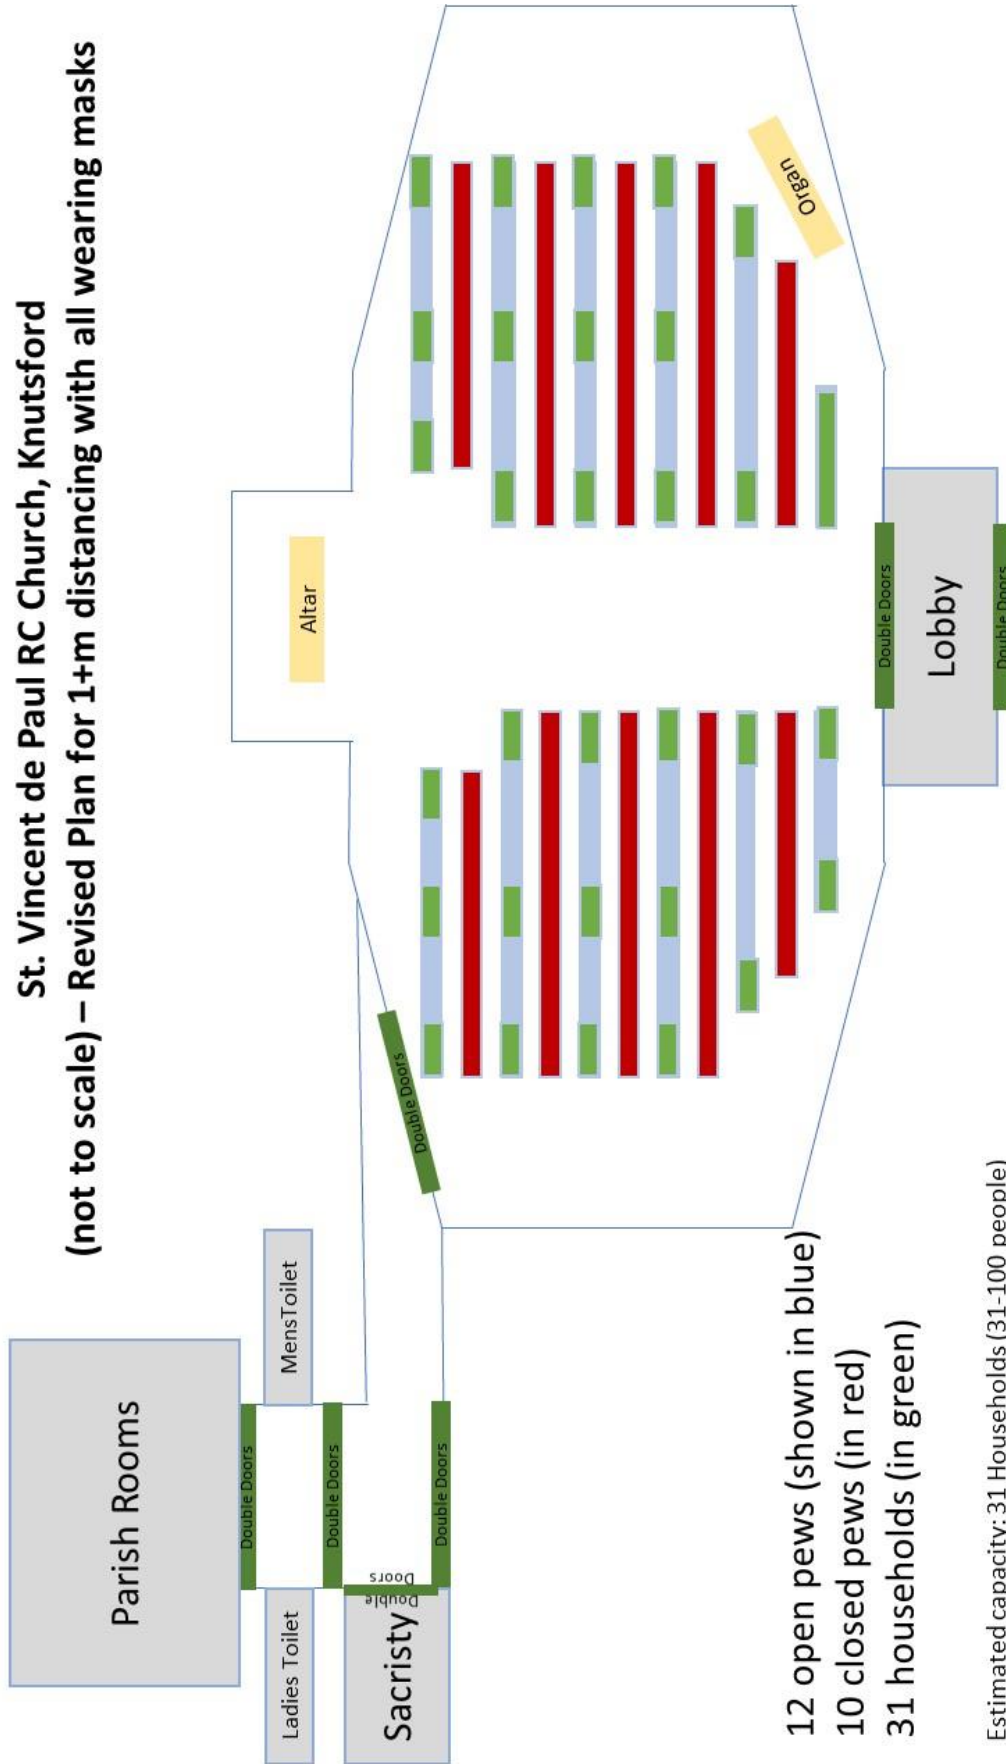 St. Vincent de Paul RC Church, Knutsford
(not to scale) – Revised Plan for 1+m distancing with all wearing masks
Parish Rooms
Double Doors
Ladies Toilet
MensToilet
Double Doors
Sacristy
Double
Doors
Double Doors
Double Doors
Altar
Organ
Double Doors
Lobby
Double Doors
12 open pews (shown in blue)
10 closed pews (in red)
31 households (in green)
Estimated capacity: 31 Households (31-100 people)